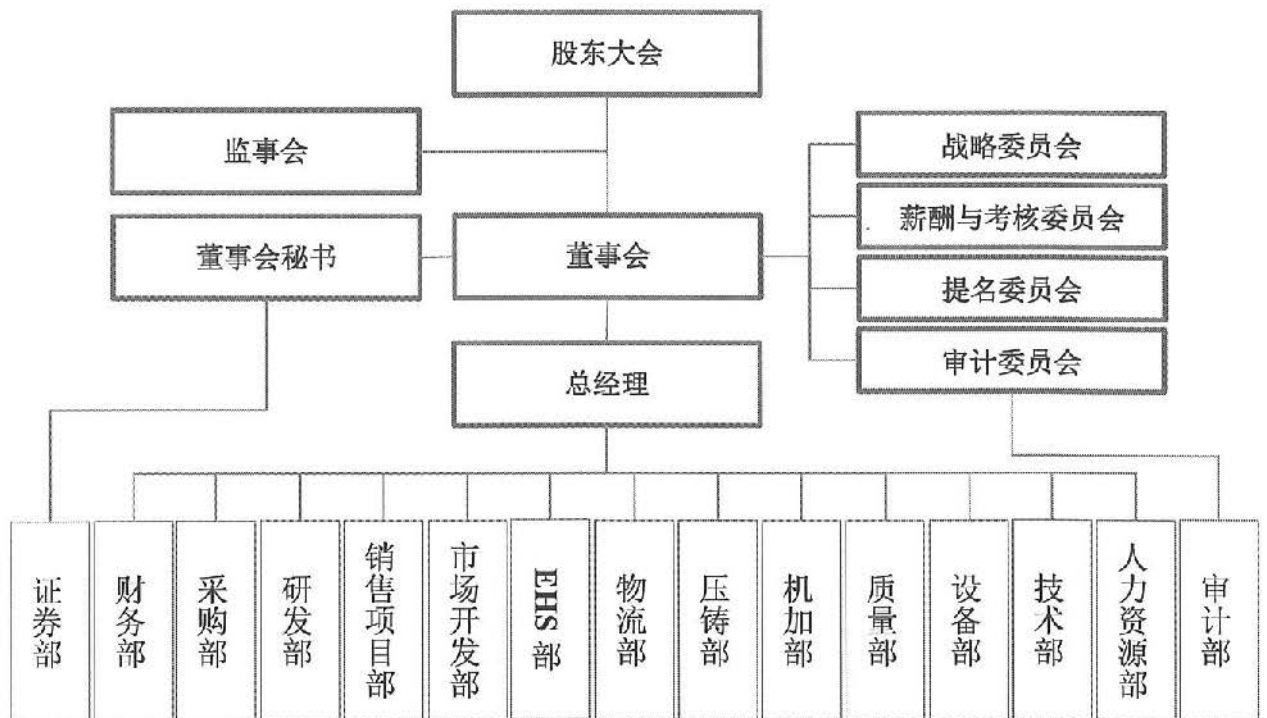 股东大会
监事会
战略委员会
薪酬与考核委员会
董事会秘书
董事会
提名委员会
总经理
审计委员会
证券部
财务部
采购部
研发部
销售项目部
市场开发部
EHS 部
物流部
压铸部
机加部
质量部
设备部
技术部
人力资源部
审计部